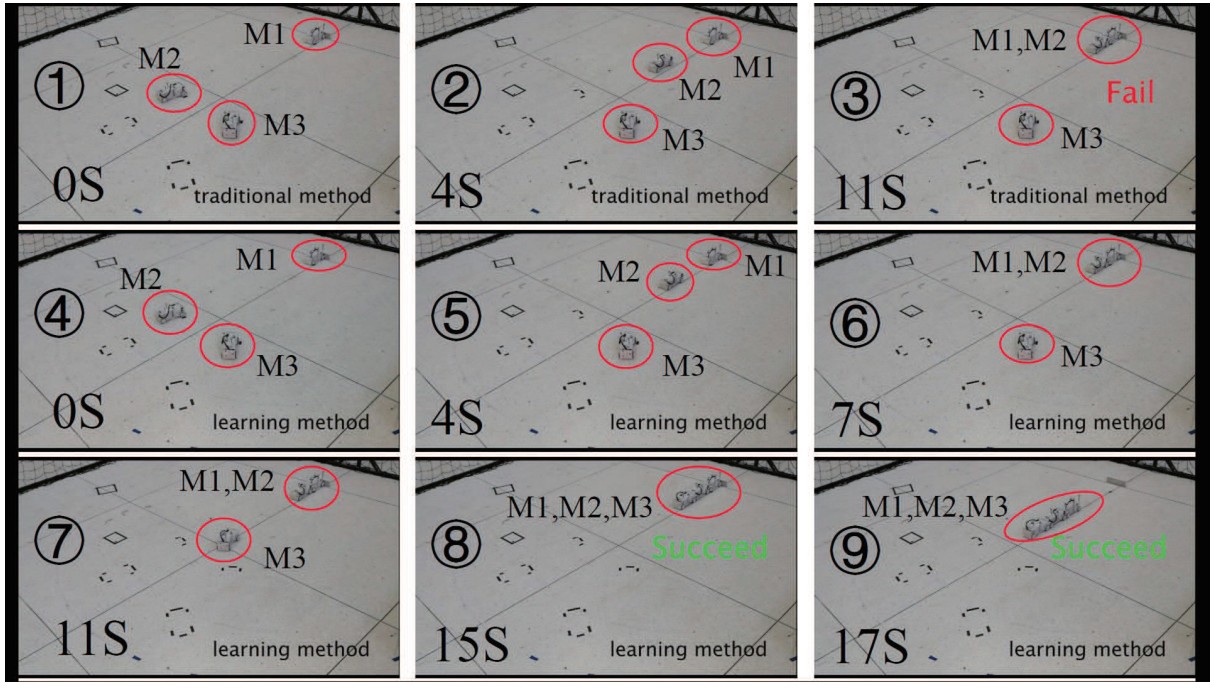 M1
M2
①
M3
0S
traditional method
②
M1
M2
M3
4S
traditional method
M1,M2
③
Fail
M3
11S
traditional method
M1
M2
④
M3
0S
learning method
M2
M1
⑤
M3
4S
learning method
M1,M2
⑥
M3
7S
learning method
M1,M2
⑦
M3
11S
learning method
M1,M2,M3
⑧
Succeed
15S
learning method
M1,M2,M3
⑨
Succeed
17S
learning method